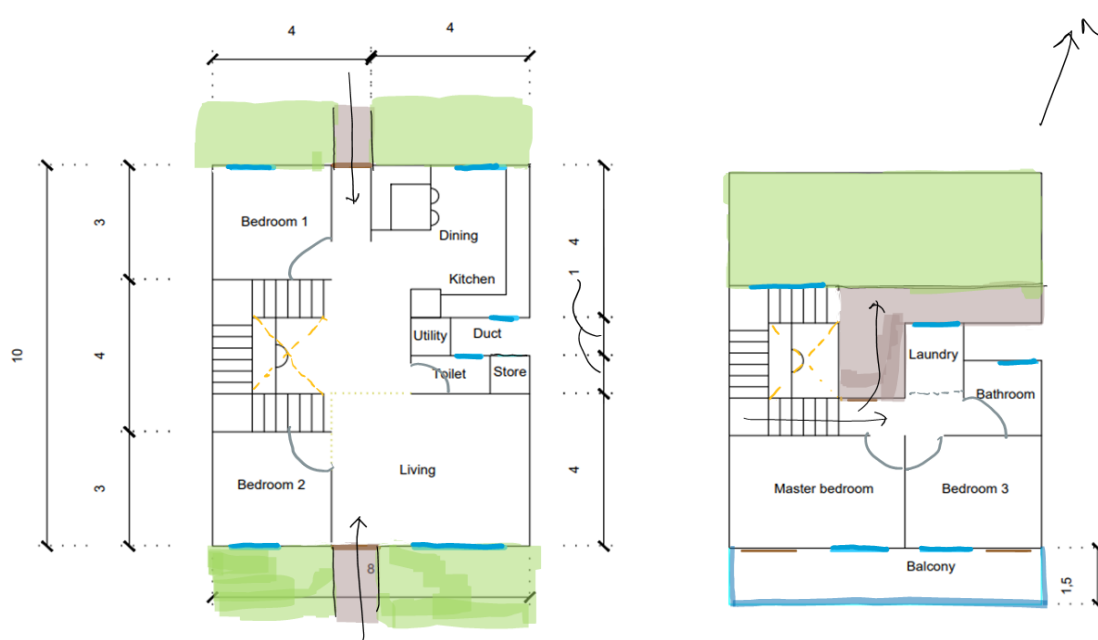 4
4
N
Bedroom 1
3
Dining
4
Kitchen
1
Utility
Duct
10
4
Toilet
Store
Laundry
Bathroom
3
Bedroom 2
Living
4
Master bedroom
Bedroom 3
8
Balcony
1,5